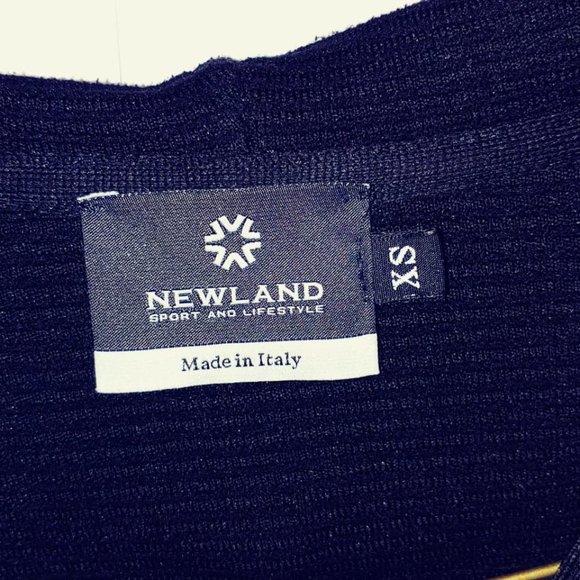 NEWLAND
SPORT AND LIFESTYLE
Made in Italy
XS